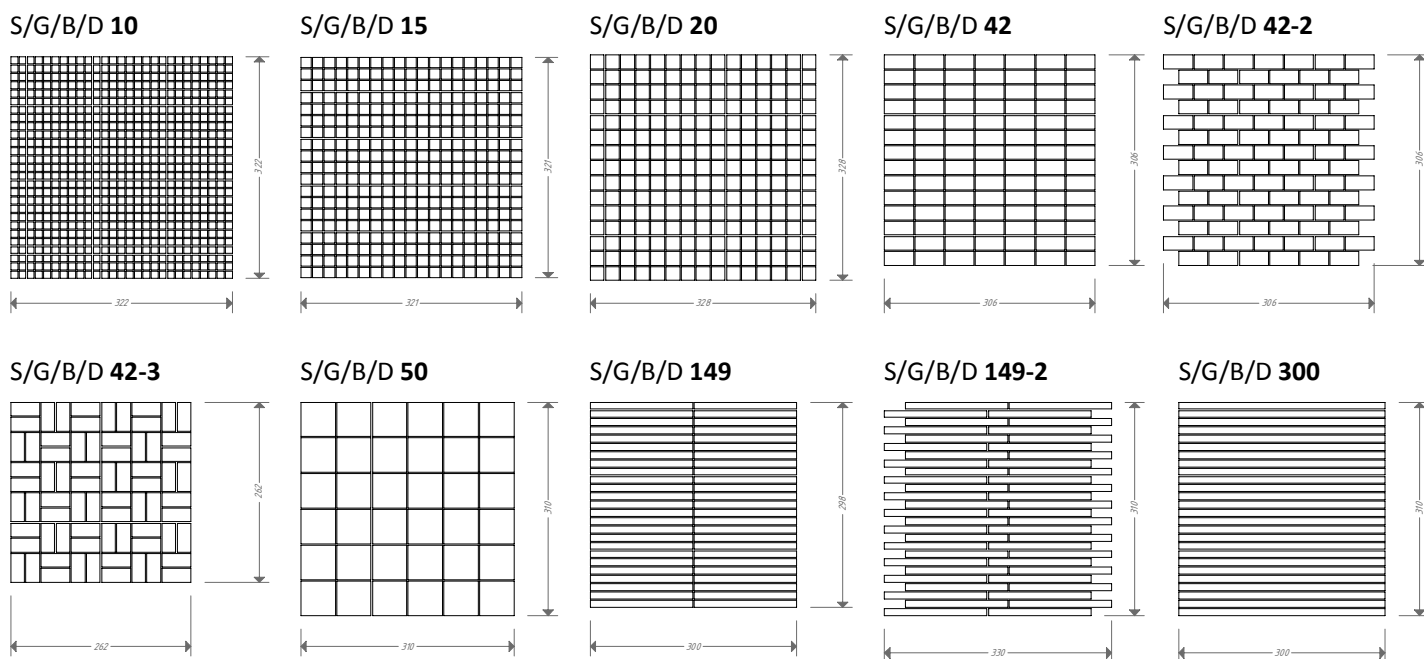 S/G/B/D 10
S/G/B/D 15
S/G/B/D 20
S/G/B/D 42
S/G/B/D 42-2
322
321
328
306
306
322
321
328
306
306
S/G/B/D 42-3
S/G/B/D 50
S/G/B/D 149
S/G/B/D 149-2
S/G/B/D 300
262
310
298
310
310
262
310
300
330
300